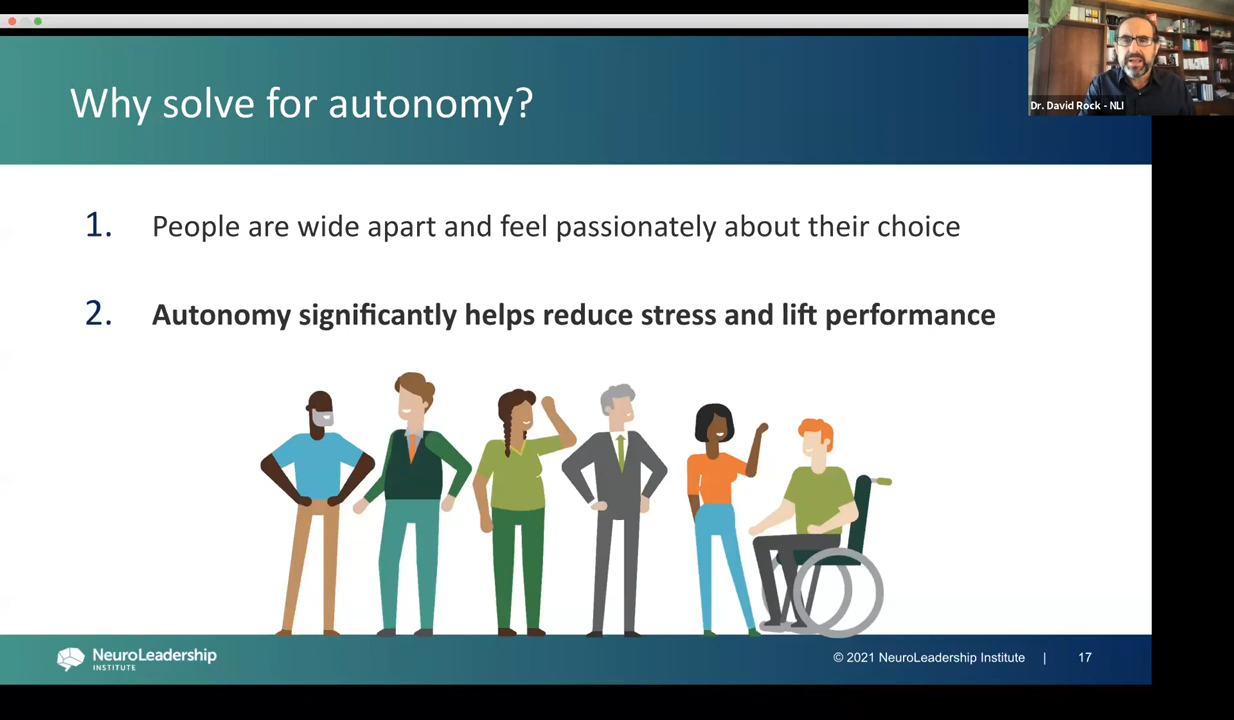 Why solve for autonomy?
Dr. David Rock - NLI
1. People are wide apart and feel passionately about their choice
2. Autonomy significantly helps reduce stress and lift performance
NeuroLeadership
INSTITUTE
© 2021 NeuroLeadership Institute | 17